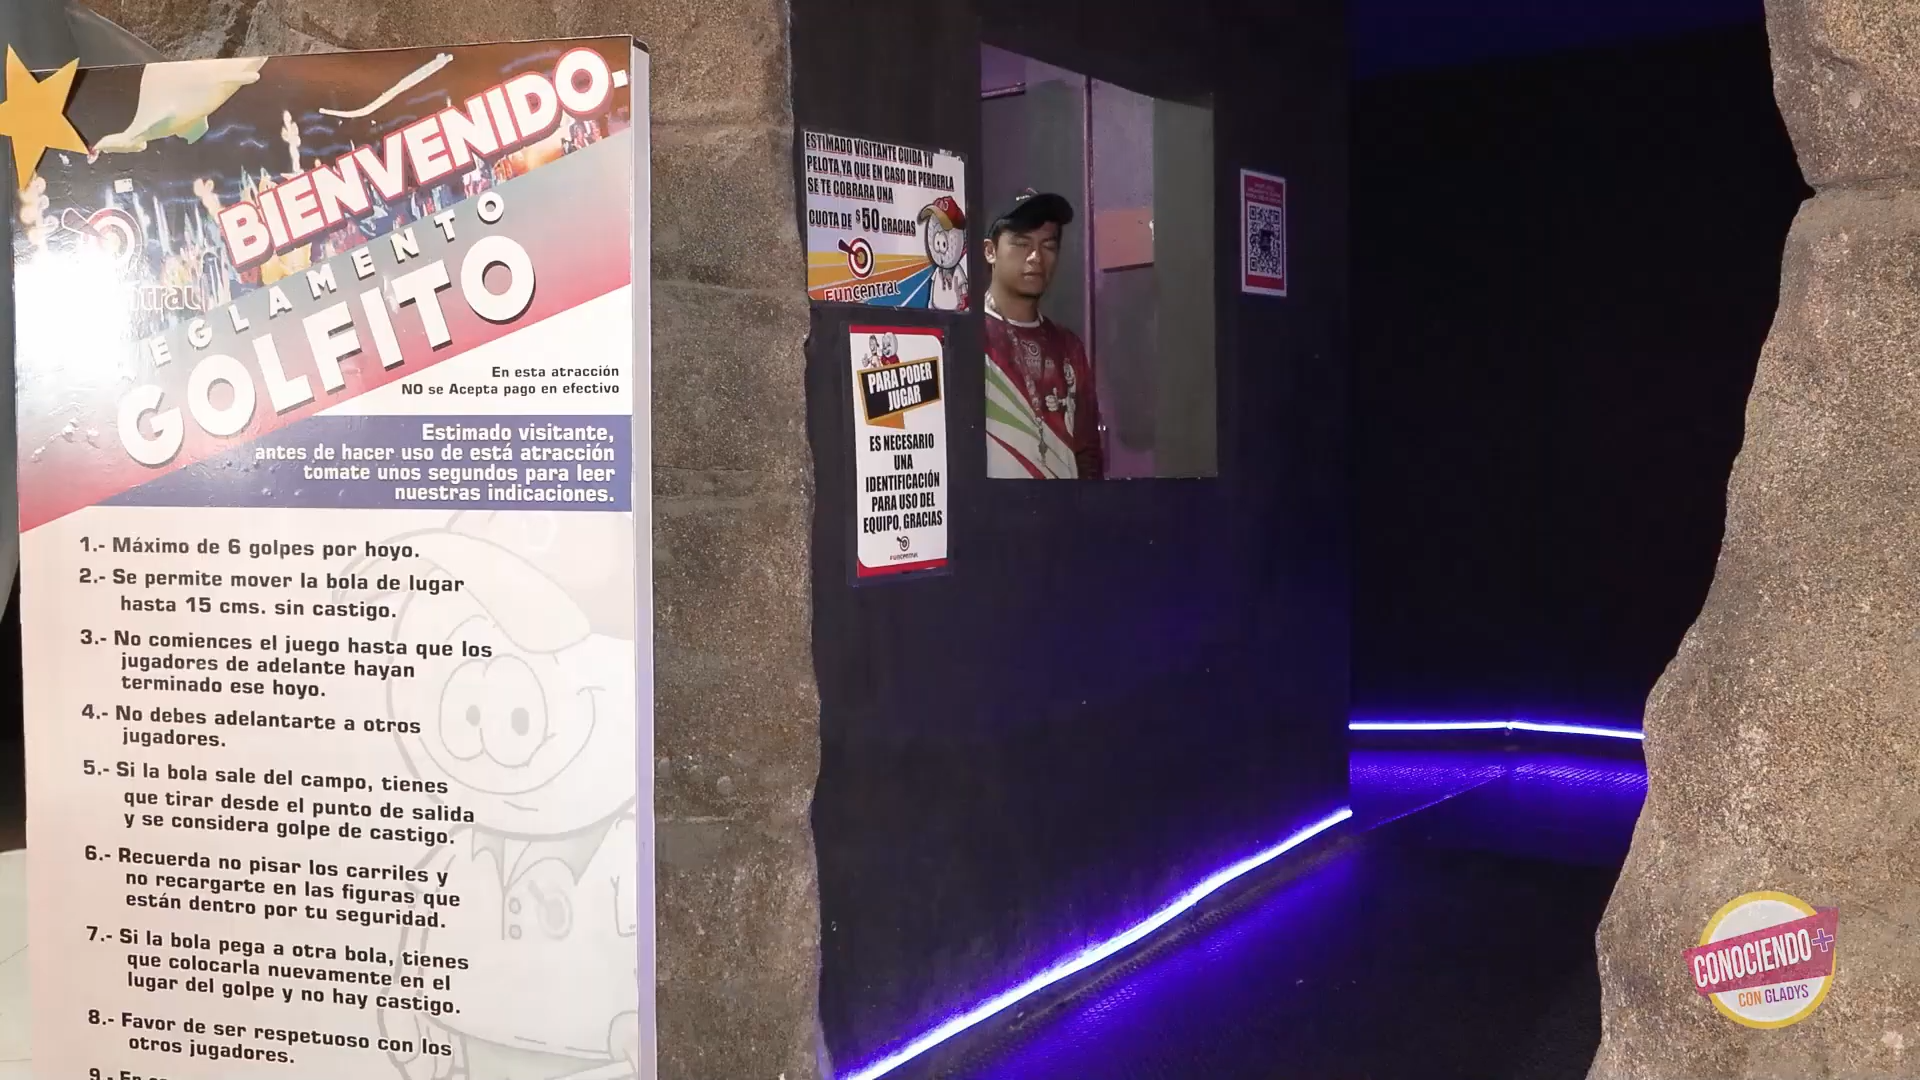 BIENVENIDO
EGLAMENTO
GOLFITO
En esta atracción
NO se Acepta pago en efectivo
Estimado visitante,
antes de hacer uso de está atracción
tomate unos segundos para leer
nuestras indicaciones.
1.- Máximo de 6 golpes por hoyo.
2.- Se permite mover la bola de lugar
hasta 15 cms. sin castigo.
3.- No comiences el juego hasta que los
jugadores de adelante hayan
terminado ese hoyo.
4.- No debes adelantarte a otros
jugadores.
5.- Si la bola sale del campo, tienes
que tirar desde el punto de salida
y se considera golpe de castigo.
6.- Recuerda no pisar los carriles y
no recargarte en las figuras que
están dentro por tu seguridad.
7.- Si la bola pega a otra bola, tienes
que colocarla nuevamente en el
lugar del golpe y no hay castigo.
8.- Favor de ser respetuoso con los
otros jugadores.
9.-
ESTIMADO VISITANTE CUIDA TU
PELOTA, YA QUE EN CASO DE PERDERLA
SE TE COBRARA UNA
CUOTA DE $50 GRACIAS
FunCentral
PARA PODER
JUGAR
ES NECESARIO
UNA
IDENTIFICACIÓN
PARA USO DEL
EQUIPO, GRACIAS
FUNCENTRAL
CONOCIENDO+
CON GLADYS